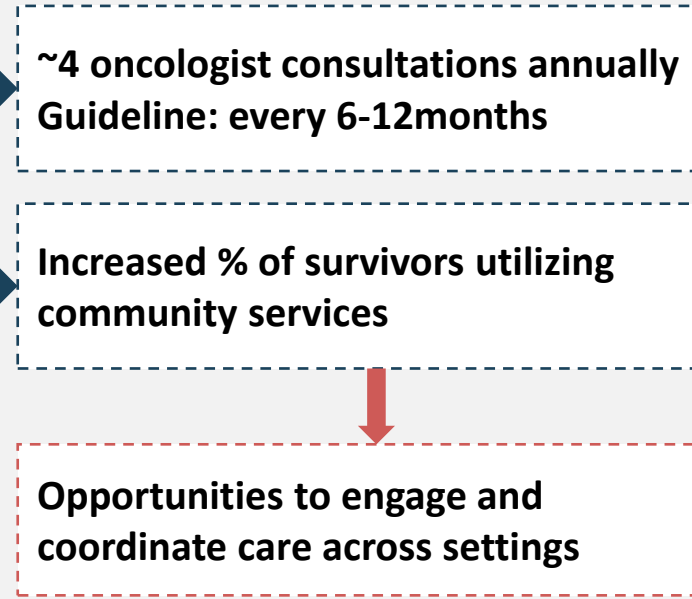 ~4 oncologist consultations annually
Guideline: every 6-12months
Increased % of survivors utilizing
community services
Opportunities to engage and
coordinate care across settings